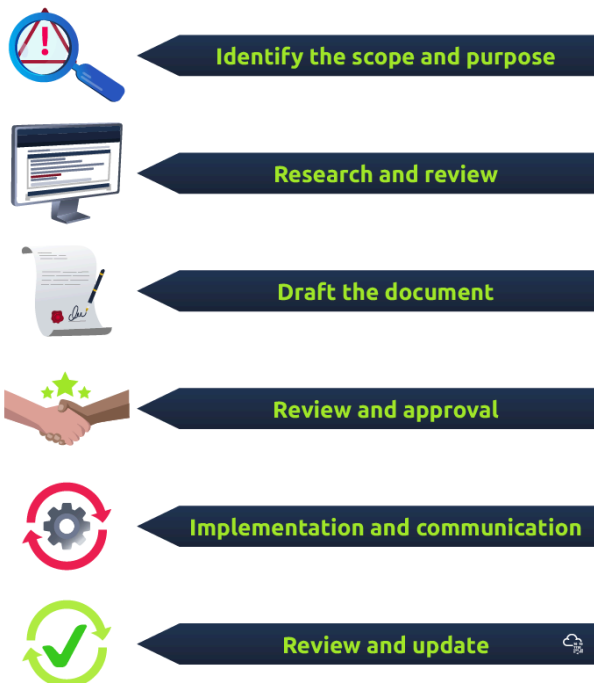 Identify the scope and purpose
Research and review
Draft the document
Review and approval
Implementation and communication
Review and update